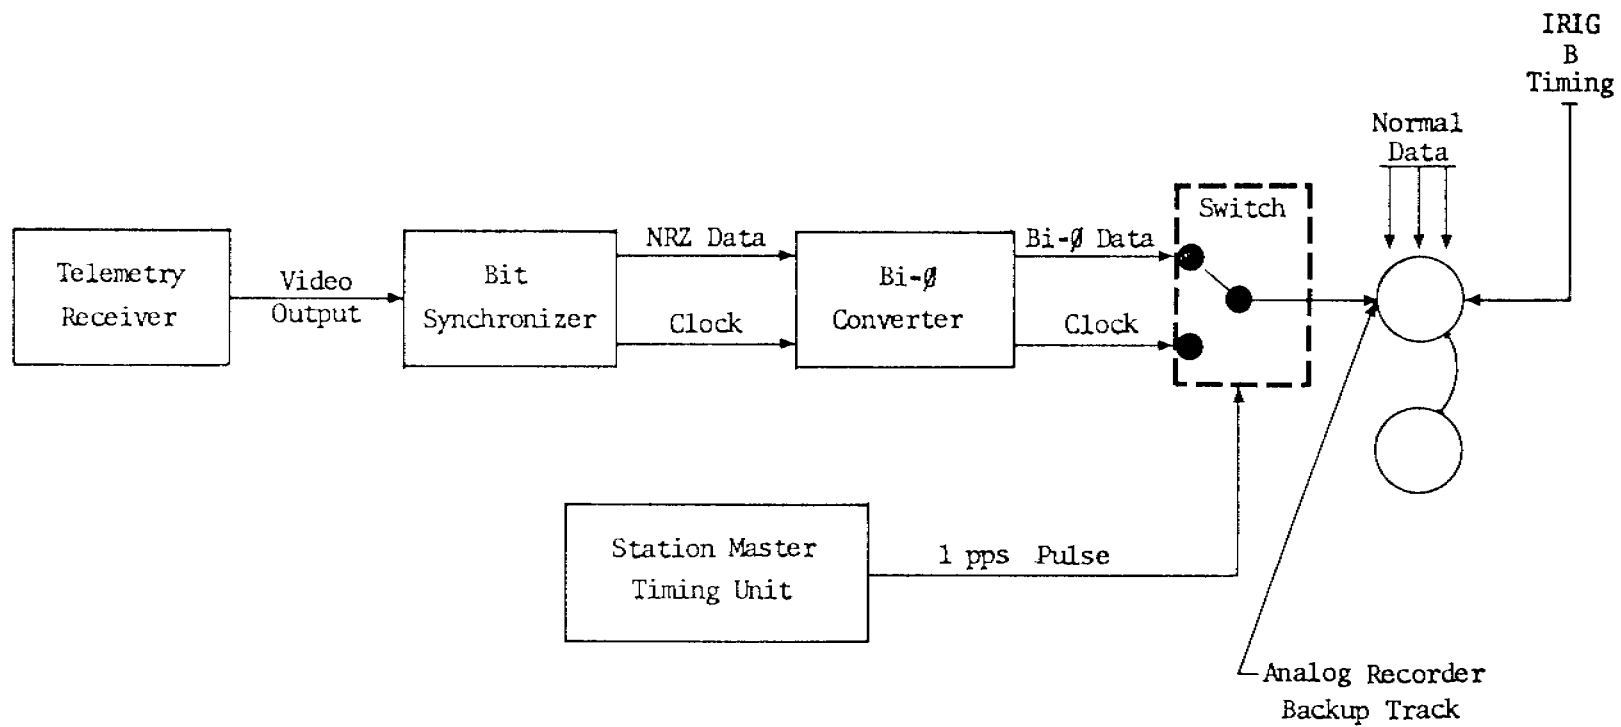 IRIG
B
Timing
Normal
Data
Switch
Telemetry
Receiver
Video
Output
Bit
Synchronizer
NRZ Data
Clock
Bi-Ø
Converter
Bi-Ø Data
Clock
Station Master
Timing Unit
1 pps Pulse
Analog Recorder
Backup Track